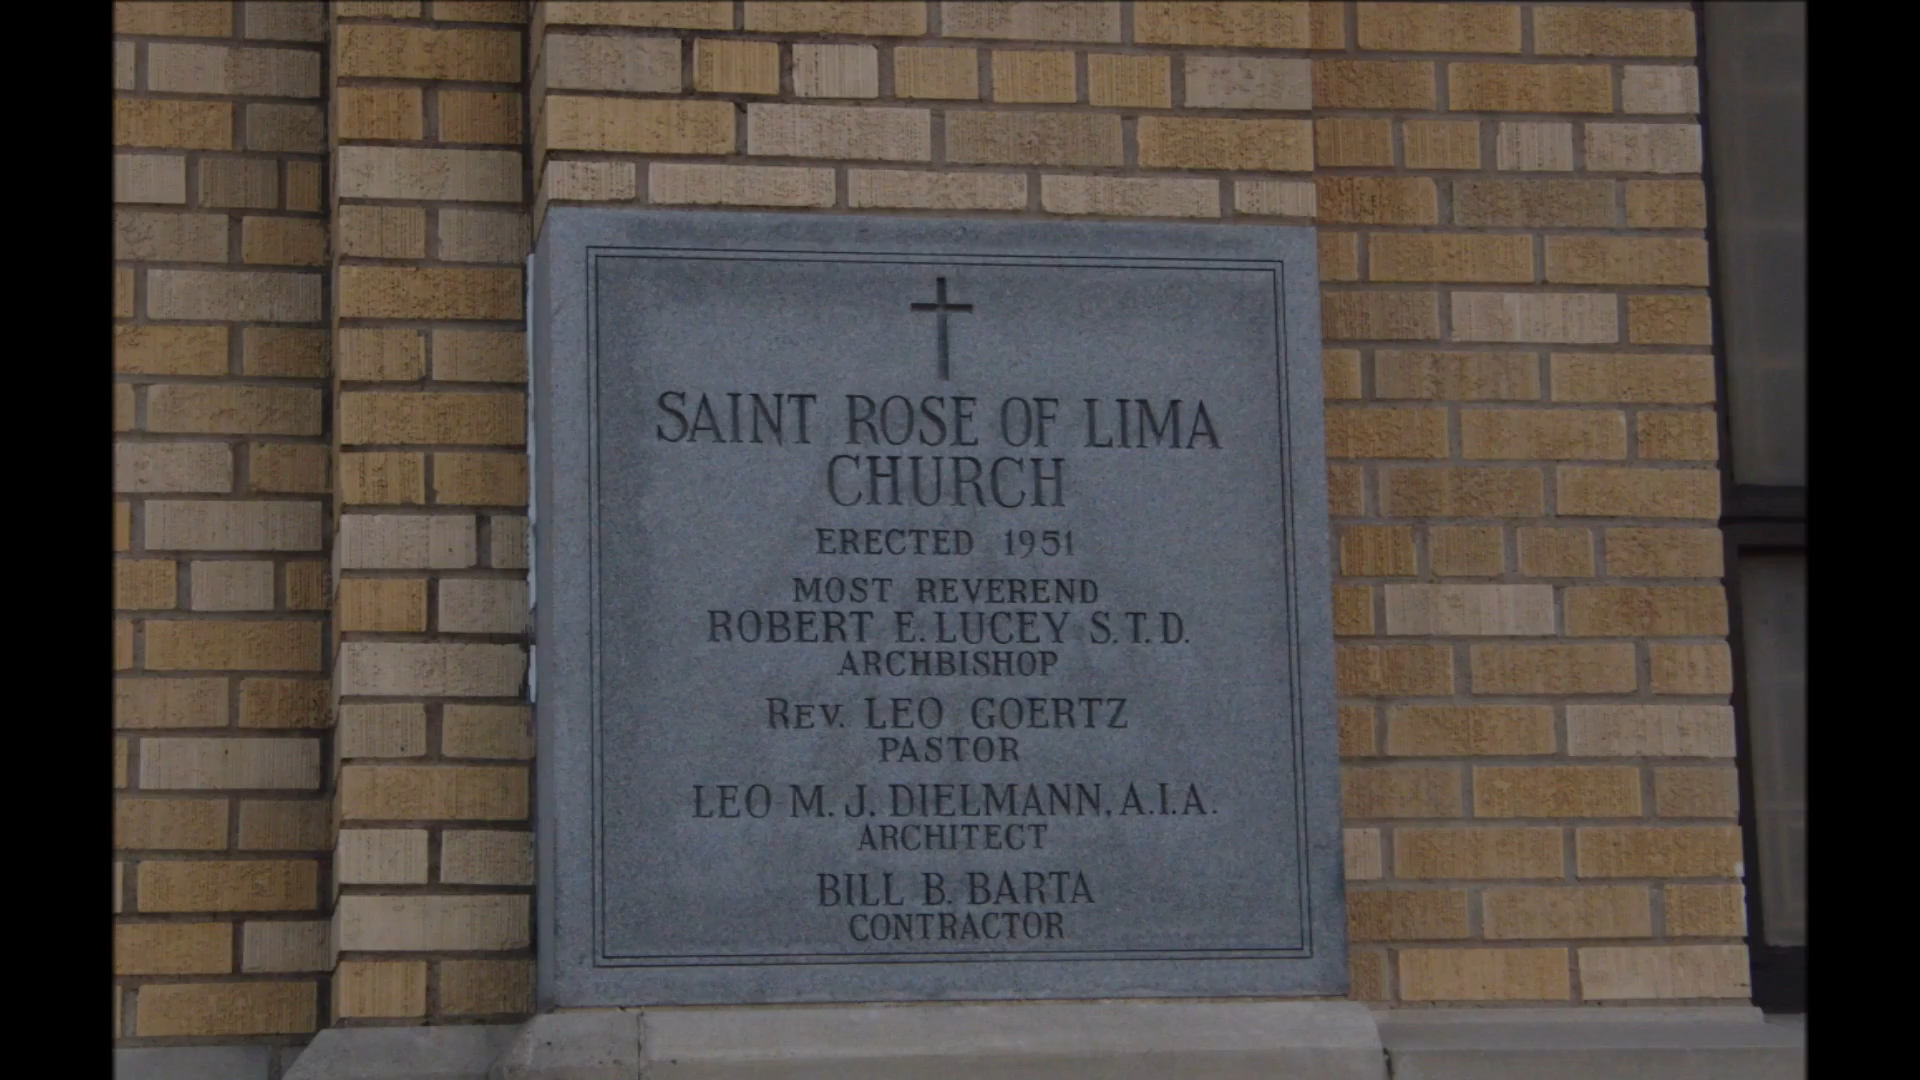 SAINT ROSE OF LIMA
CHURCH
ERECTED 1951
MOST REVEREND
ROBERT E. LUCEY S.T.D.
ARCHBISHOP
REV. LEO GOERTZ
PASTOR
LEO M. J. DIELMANN, A.I.A.
ARCHITECT
BILL B. BARTA
CONTRACTOR